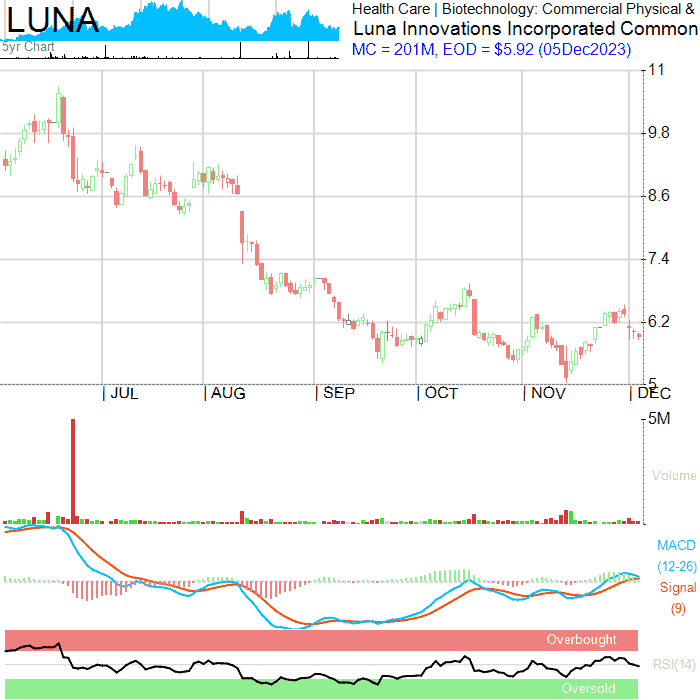 LUNA
5yr Chart
Health Care | Biotechnology: Commercial Physical &
Luna Innovations Incorporated Common
MC = 201M, EOD = $5.92 (05Dec2023)
11
9.8
8.6
7.4
6.2
5
JUL AUG SEP OCT NOV DEC
5M
Volume
MACD
(12-26)
Signal
(9)
Overbought
RSI(14)
Oversold